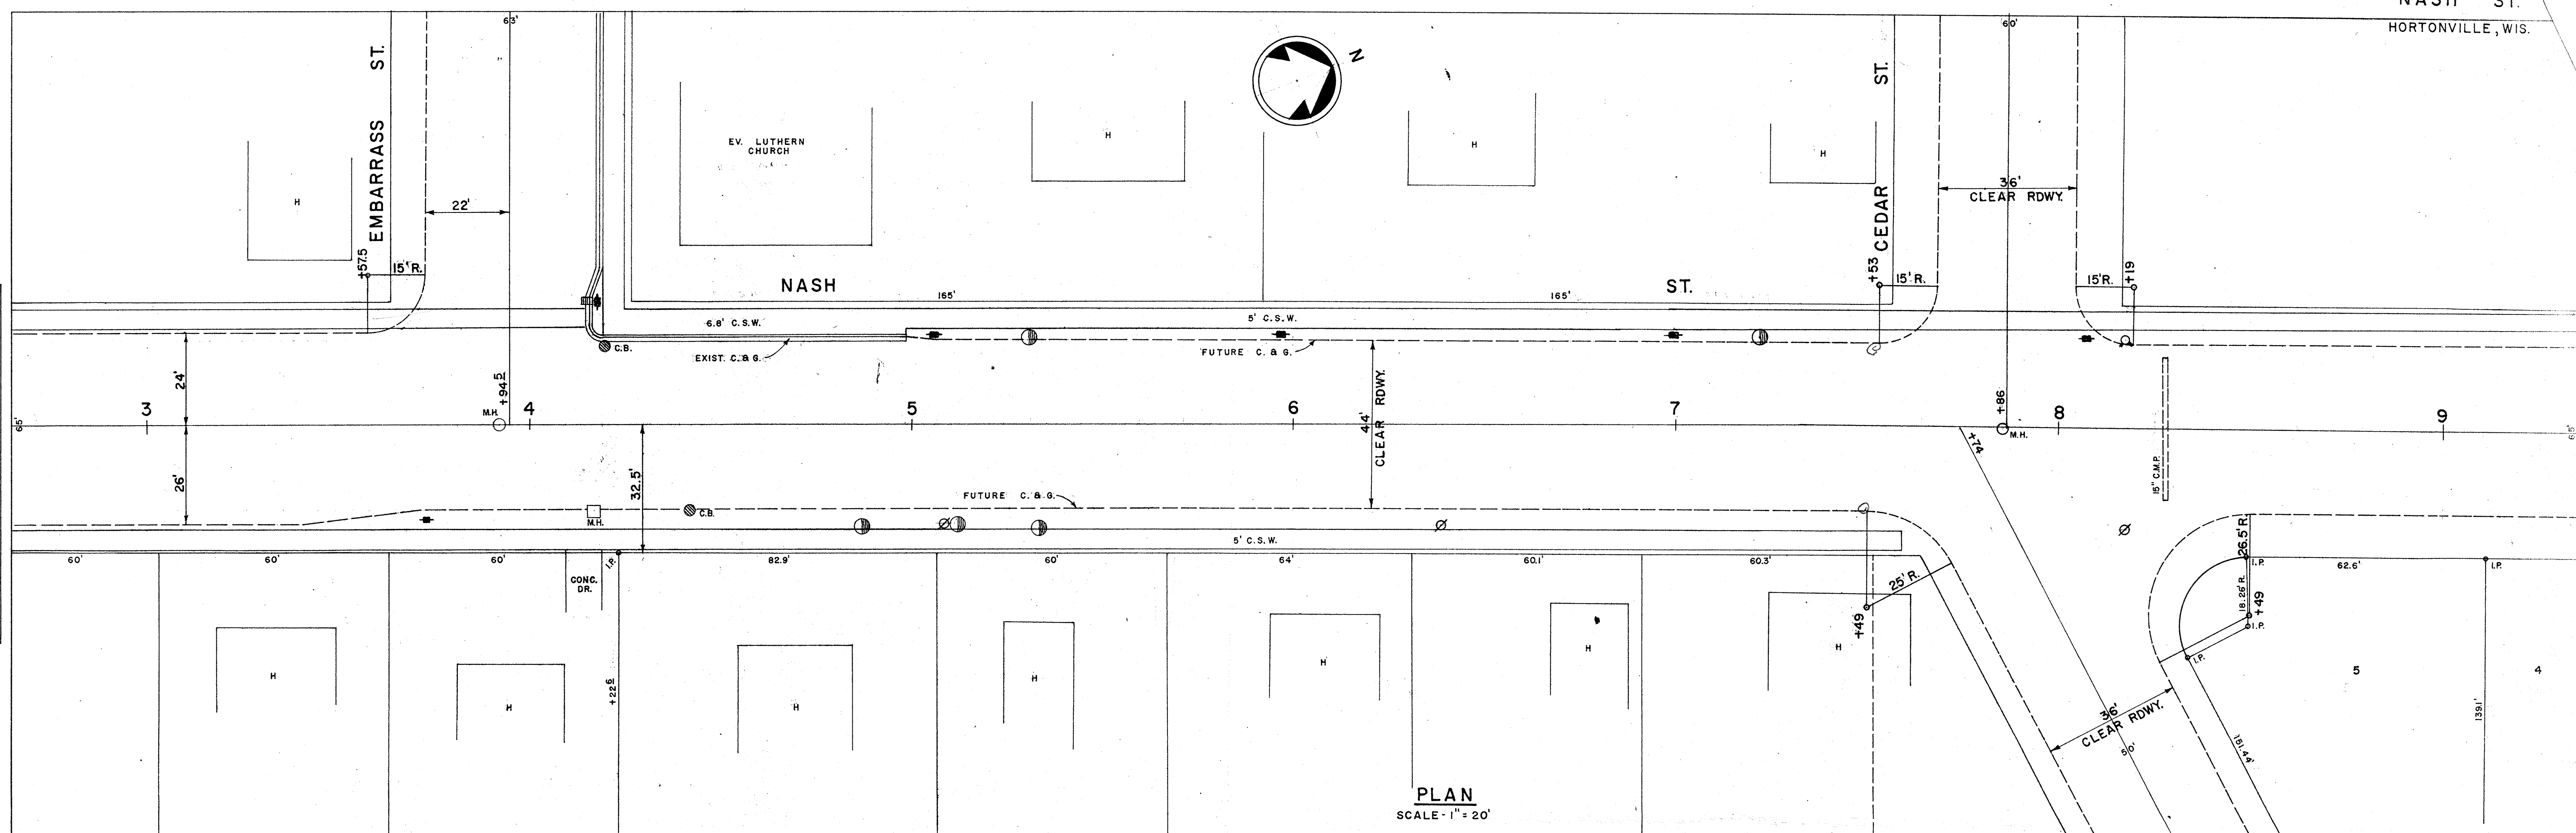 NASH ST.
HORTONVILLE, WIS.
63'
60'
N
EMBARRASS ST.
CEDAR ST.
EV. LUTHERN
CHURCH
H
H
H
H
H
22'
36'
CLEAR RDWY.
+57.5
15' R.
+53
15' R.
15' R.
+19
NASH ST.
165'
165'
6.8' C.S.W.
5' C.S.W.
C.B.
EXIST. C. & G.
FUTURE C. & G.
24'
+94.5
44'
CLEAR RDWY.
+86
65'
3
M.H.
4
5
6
7
M.H.
8
9
65'
+74
26'
32.5'
15" C.M.P.
FUTURE C. & G.
M.H.
C.B.
5' C.S.W.
60'
60'
60'
I.P.
82.9'
60'
64'
60.1'
60.3'
26.5' R.
I.P.
62.6'
I.P.
CONC.
DR.
25' R.
+49
18.26' R.
+49
I.P.
I.P.
H
H
H
H
H
H
H
+22.6
5
4
36'
CLEAR RDWY.
50'
151.44'
139.1'
PLAN
SCALE - 1" = 20'